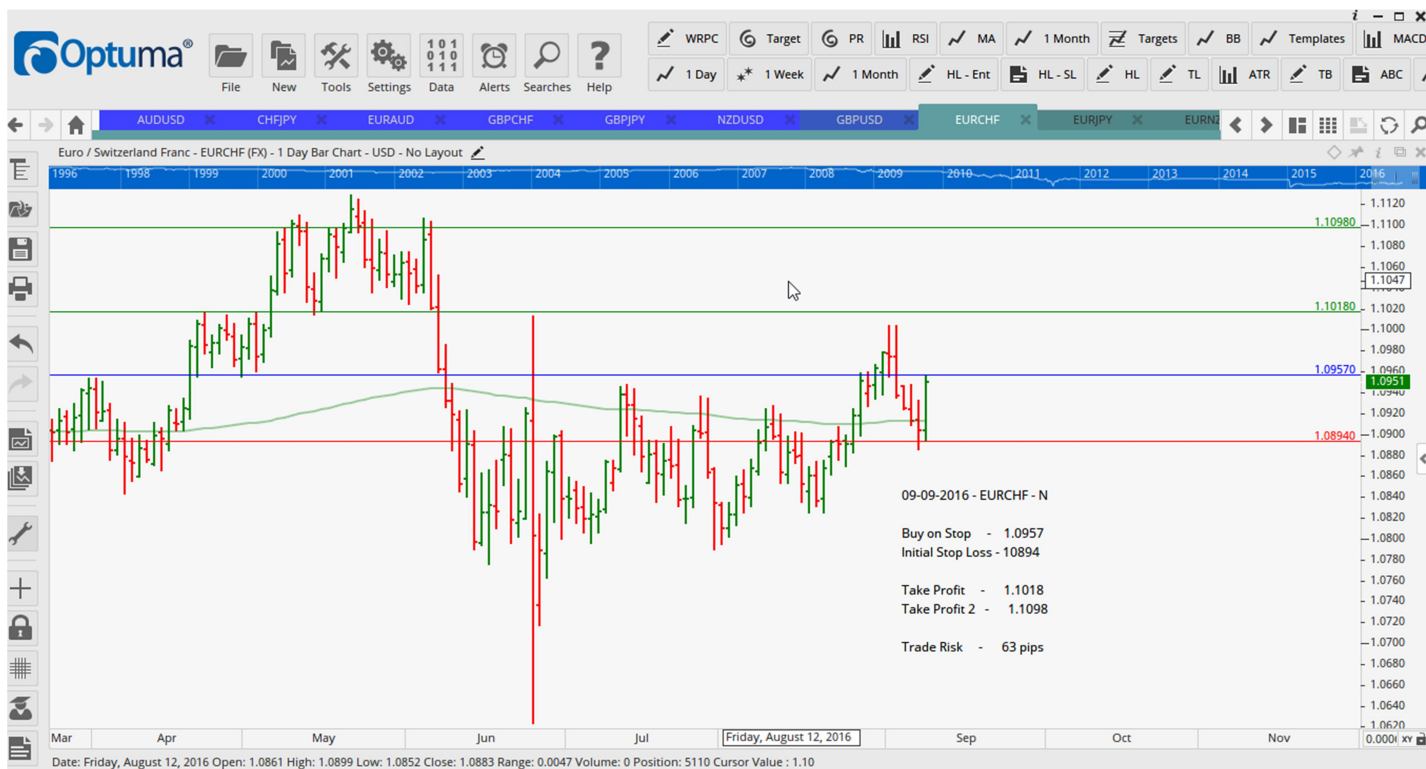 i
Optuma®
File New Tools Settings Data Alerts Searches Help
101
010
111
WRPC Target PR RSI MA 1 Month Targets BB Templates MACD
1 Day 1 Week 1 Month HL - Ent HL - SL HL TL ATR TB ABC
AUDUSD CHFJPY EURAUD GBPCHF GBPJPY NZDUSD GBPUSD EURCHF EURJPY EURNZ
Euro / Switzerland Franc - EURCHF (FX) - 1 Day Bar Chart - USD - No Layout
1996 1998 1999 2000 2001 2002 2003 2004 2005 2006 2007 2008 2009 2010 2011 2012 2013 2014 2015 2016
1.1120
1.10980
1.1100
1.1080
1.1060
1.1047
1.10180
1.1020
1.1000
1.0980
1.09570
1.0960
1.0951
1.0940
1.0920
1.0900
1.08940
1.0880
1.0860
1.0840
1.0820
1.0800
1.0780
1.0760
1.0740
1.0720
1.0700
1.0680
1.0660
1.0640
1.0620
09-09-2016 - EURCHF - N
Buy on Stop - 1.0957
Initial Stop Loss - 10894
Take Profit - 1.1018
Take Profit 2 - 1.1098
Trade Risk - 63 pips
Mar Apr May Jun Jul Friday, August 12, 2016 Sep Oct Nov
XY
Date: Friday, August 12, 2016 Open: 1.0861 High: 1.0899 Low: 1.0852 Close: 1.0883 Range: 0.0047 Volume: 0 Position: 5110 Cursor Value : 1.10